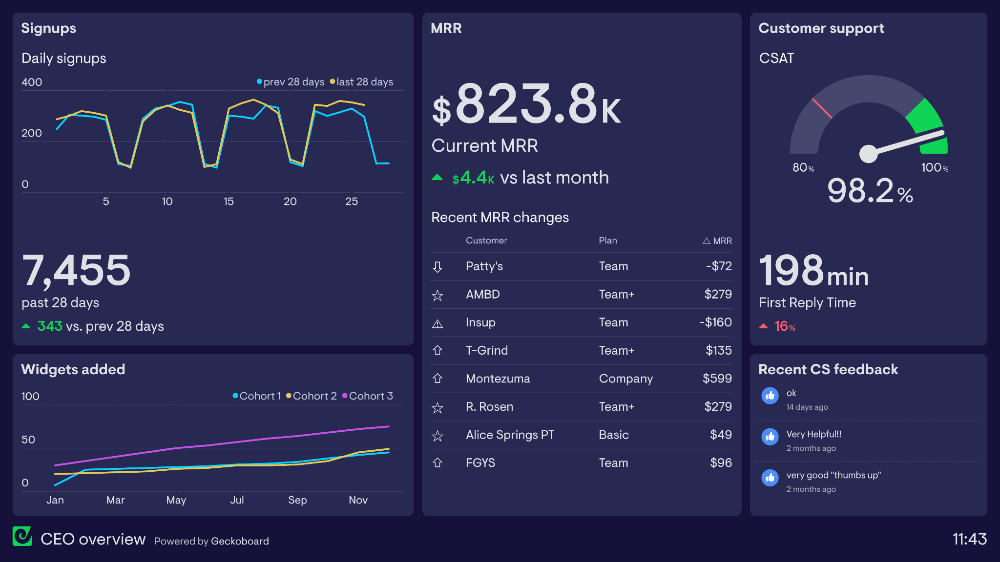 Signups
Daily signups
400
prev 28 days last 28 days
200
0
5 10 15 20 25
7,455
past 28 days
343 vs. prev 28 days
Widgets added
100
Cohort 1 Cohort 2 Cohort 3
50
0
Jan Mar May Jul Sep Nov
MRR
$823.8K
Current MRR
$4.4K vs last month
Recent MRR changes
Customer Plan △ MRR
Patty's Team -$72
AMBD Team+ $279
Insup Team -$160
T-Grind Team+ $135
Montezuma Company $599
R. Rosen Team+ $279
Alice Springs PT Basic $49
FGYS Team $96
Customer support
CSAT
80% 100%
98.2%
198 min
First Reply Time
16%
Recent CS feedback
ok
14 days ago
Very Helpful!!
2 months ago
very good "thumbs up"
2 months ago
CEO overview Powered by Geckoboard
11:43